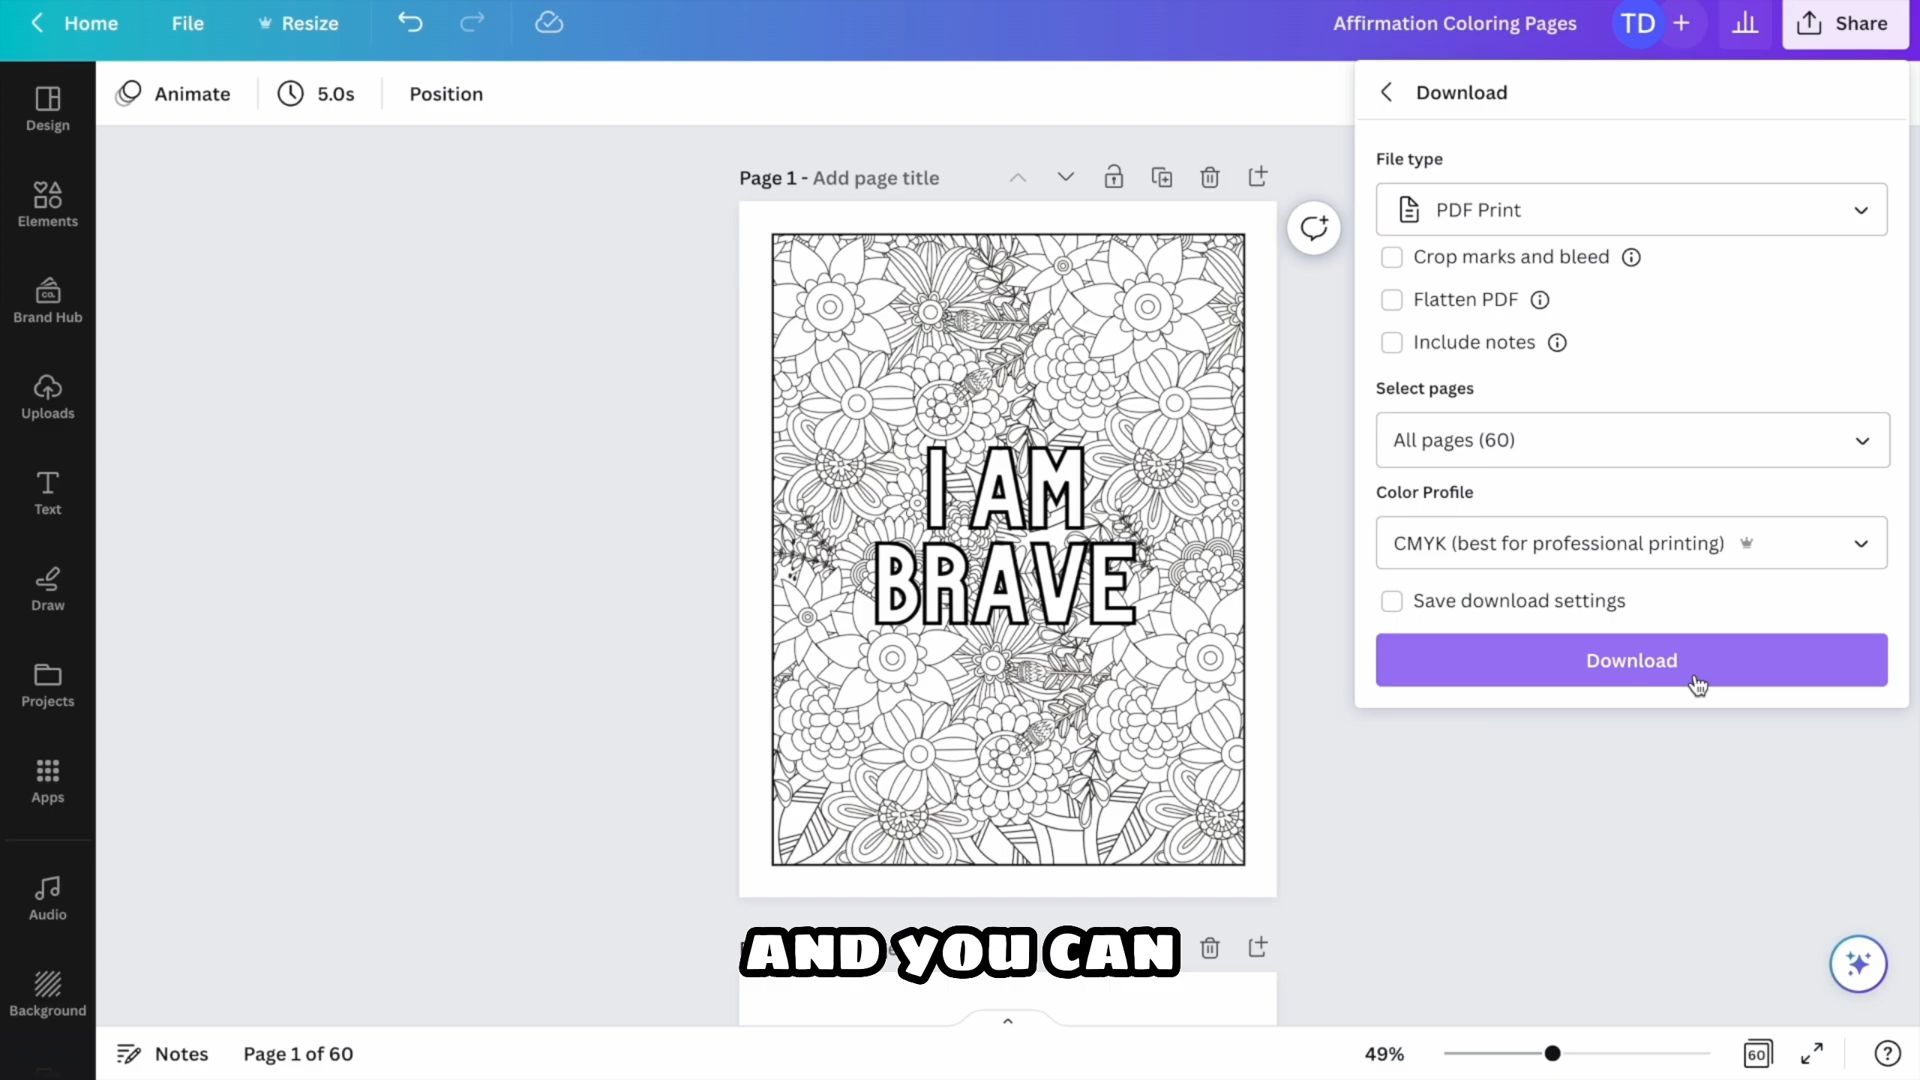 Home File Resize Affirmation Coloring Pages TD + Share
Animate 5.0s Position
Download
File type
PDF Print
Crop marks and bleed
Flatten PDF
Include notes
Select pages
All pages (60)
Color Profile
CMYK (best for professional printing)
Save download settings
Download
Design
Elements
CO.
Brand Hub
Uploads
Text
Draw
Projects
Apps
Audio
Background
Page 1 - Add page title
I AM
BRAVE
AND YOU CAN
Notes Page 1 of 60 49% 60 ?